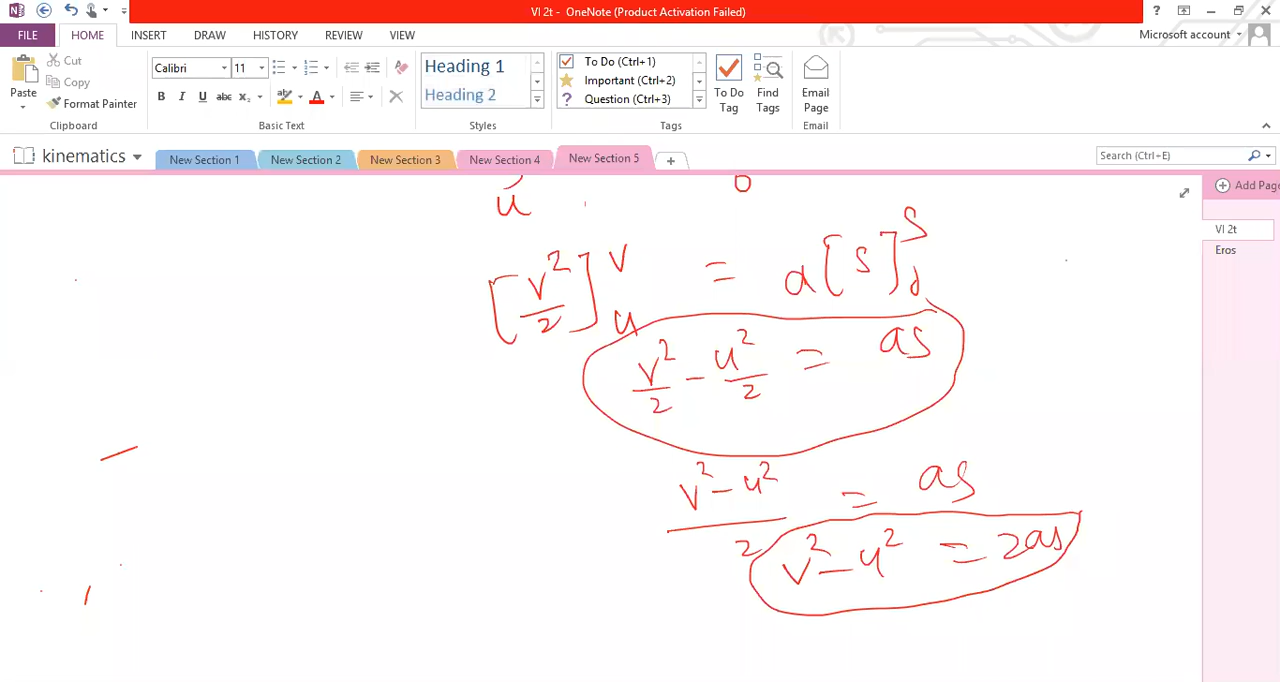 VI 2t - OneNote (Product Activation Failed)
Microsoft account
FILE HOME INSERT DRAW HISTORY REVIEW VIEW
Paste
Cut
Copy
Format Painter
Clipboard
Calibri 11
B I U abc X₂ ab A
Basic Text
Heading 1
Heading 2
Styles
To Do (Ctrl+1)
Important (Ctrl+2)
Question (Ctrl+3)
To Do Tag
Find Tags
Tags
Email Page
Email
kinematics New Section 1 New Section 2 New Section 3 New Section 4 New Section 5 +
Search (Ctrl+E)
Add Page
VI 2t
Eros
u 0
[v²/2]ᵥᵤ = a[s]ˢ₀
v²/2 - u²/2 = as
(v² - u²)/2 = as
v² - u² = 2as